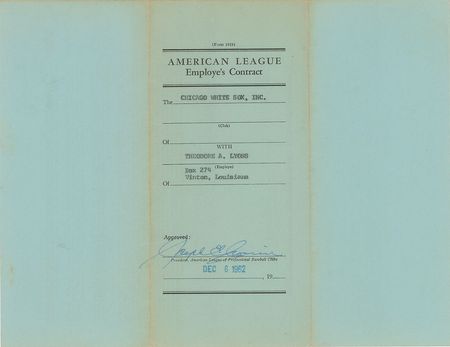 AMERICAN LEAGUE
Employe's Contract
The CHICAGO WHITE SOX, INC.
(Club)
Of
WITH
THEODORE A. LYONS
(Employe)
Box 274
Of Vinton, Louisiana
Approved:
President, American League of Professional Baseball Clubs
DEC 6 1962
, 19